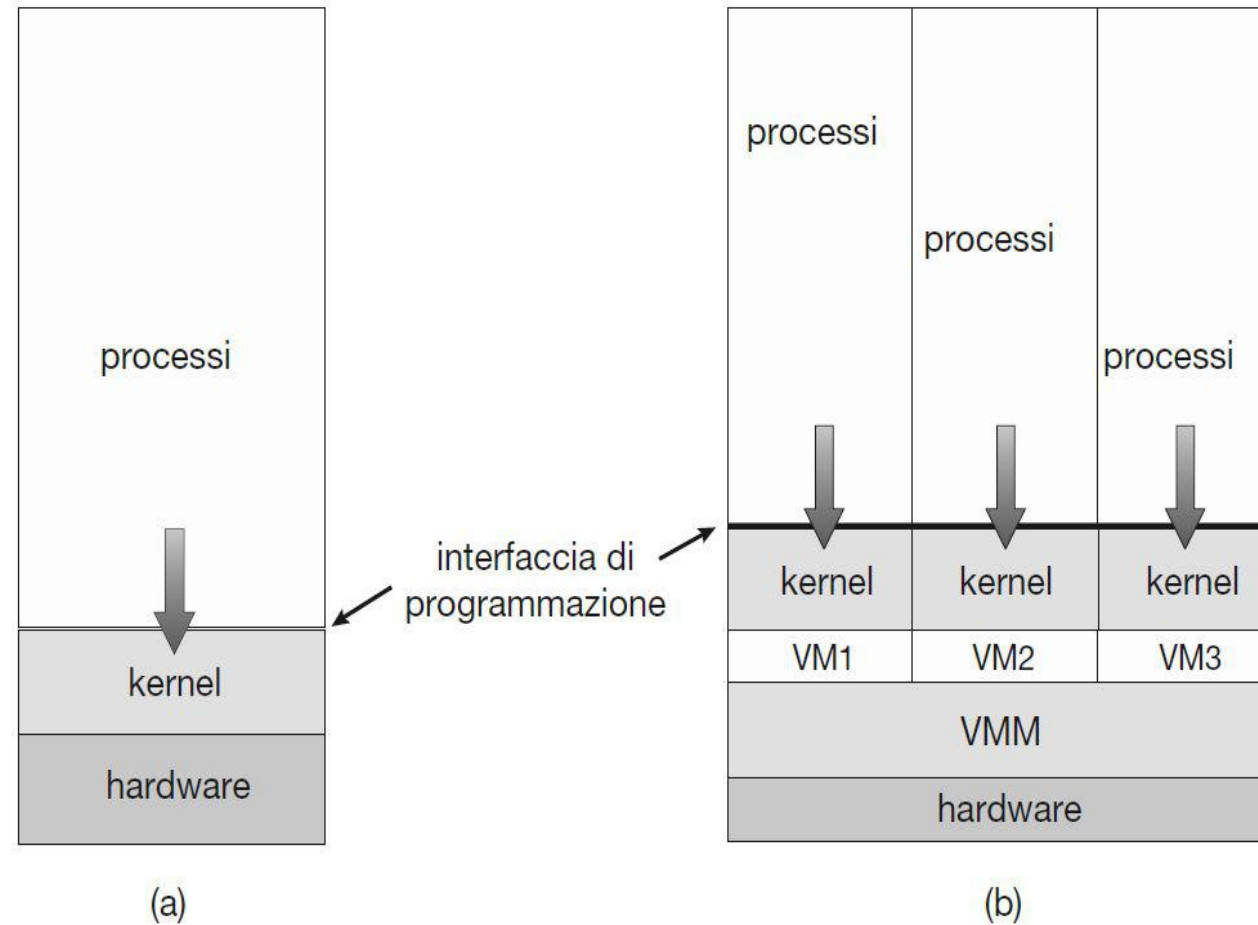 processi
kernel
hardware
(a)
interfaccia di
programmazione
processi
processi
processi
kernel kernel kernel
VM1 VM2 VM3
VMM
hardware
(b)